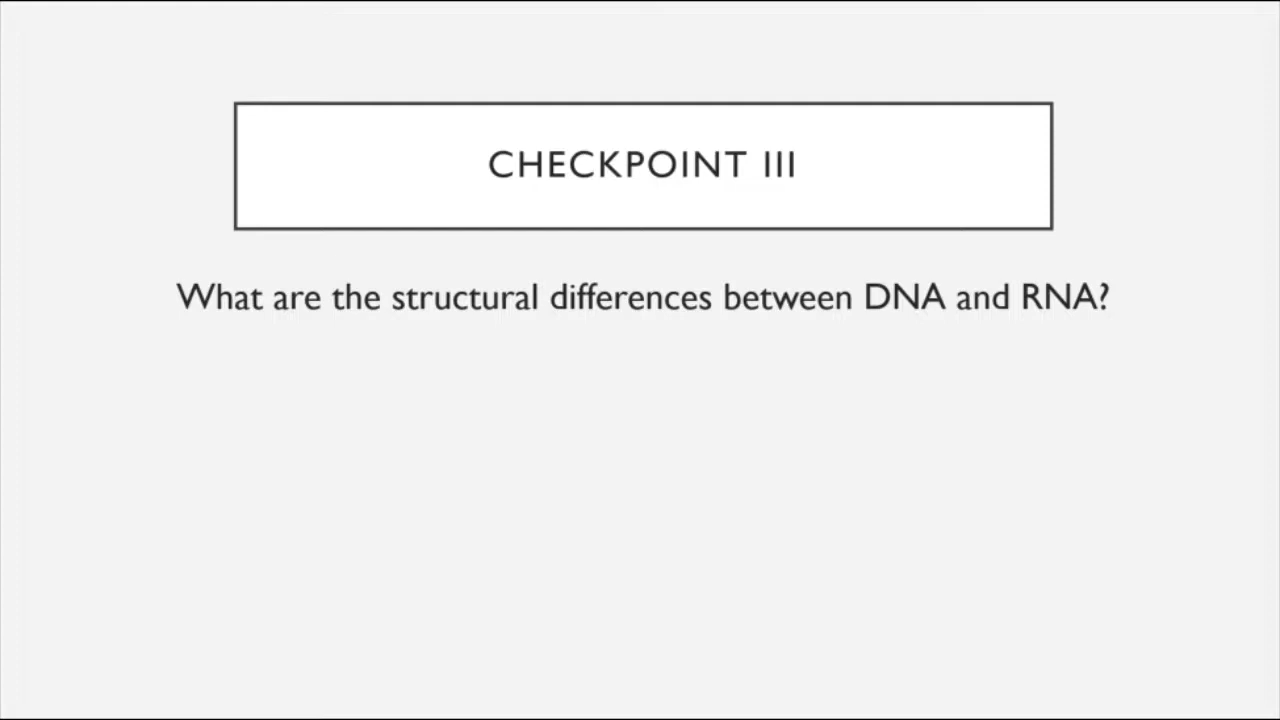 CHECKPOINT III
What are the structural differences between DNA and RNA?